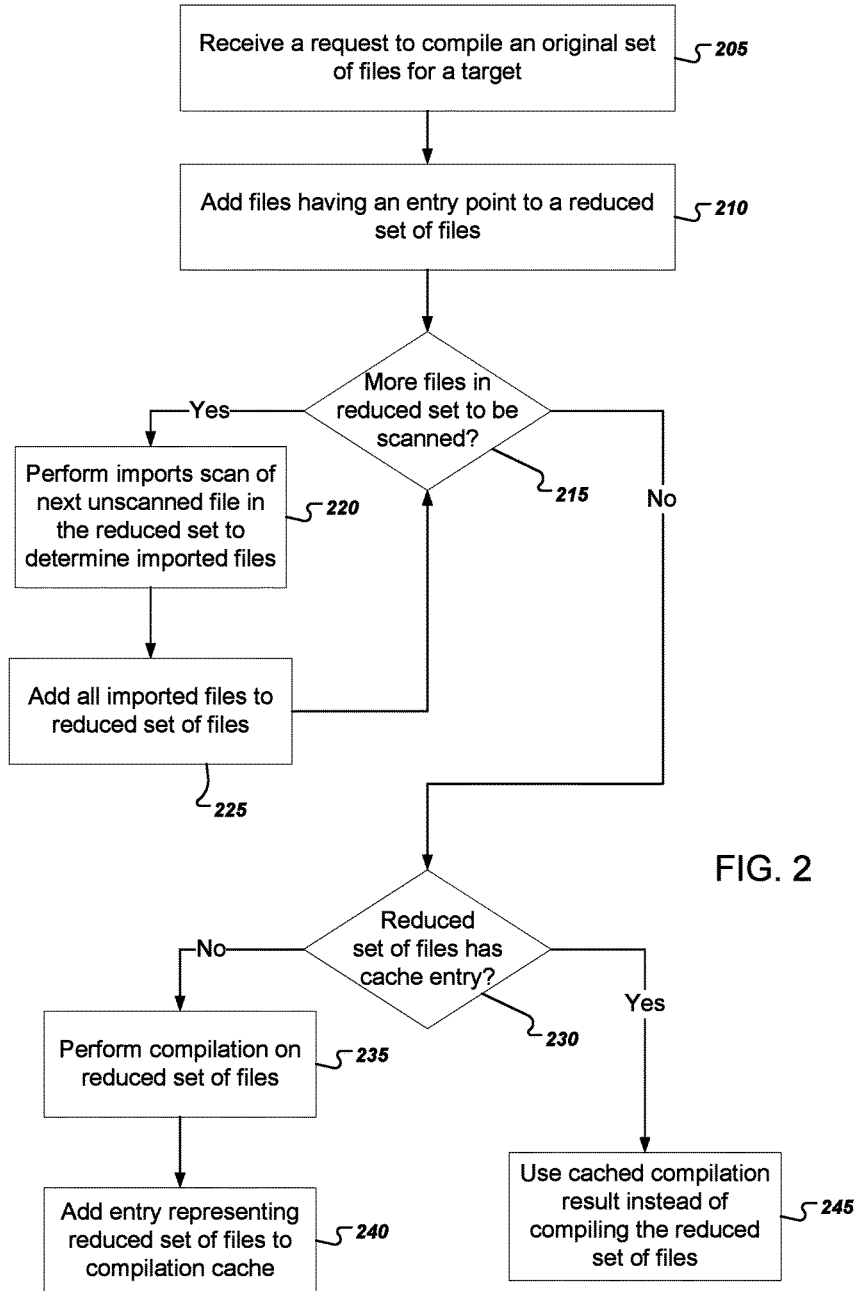 Receive a request to compile an original set
of files for a target
205
Add files having an entry point to a reduced
set of files
210
More files in
reduced set to be
scanned?
215
Yes
No
Perform imports scan of
next unscanned file in
the reduced set to
determine imported files
220
Add all imported files to
reduced set of files
225
FIG. 2
Reduced
set of files has
cache entry?
230
No
Yes
Perform compilation on
reduced set of files
235
Add entry representing
reduced set of files to
compilation cache
240
Use cached compilation
result instead of
compiling the reduced
set of files
245